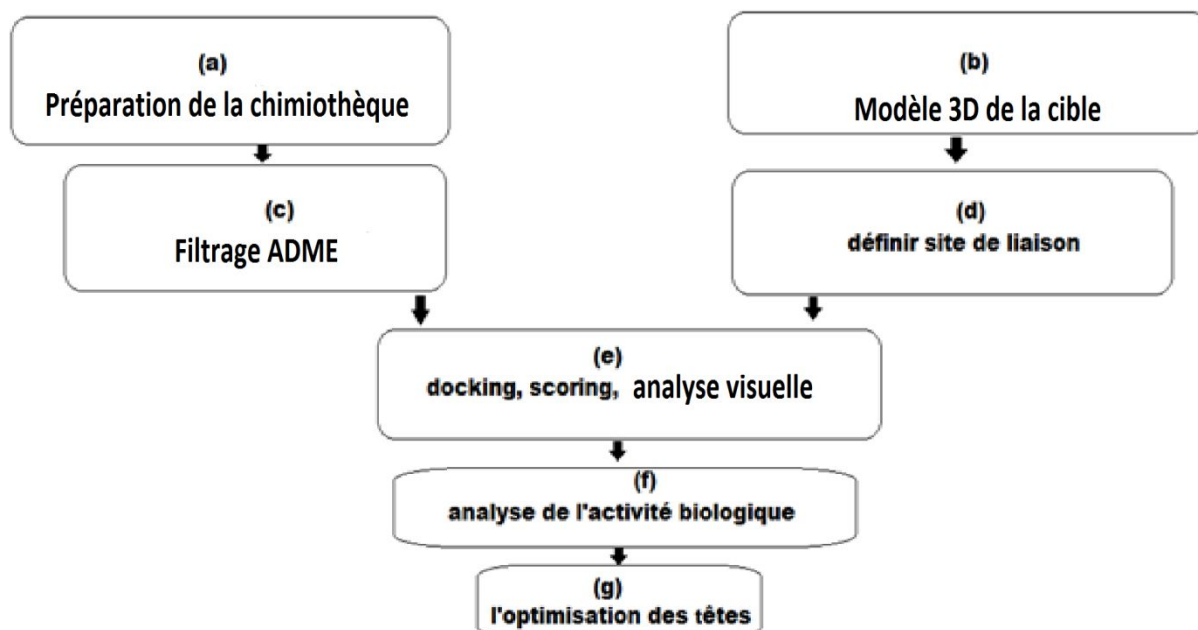 (a)
Préparation de la chimiothèque
(b)
Modèle 3D de la cible
(c)
Filtrage ADME
(d)
définir site de liaison
(e)
docking, scoring, analyse visuelle
(f)
analyse de l'activité biologique
(g)
l'optimisation des têtes